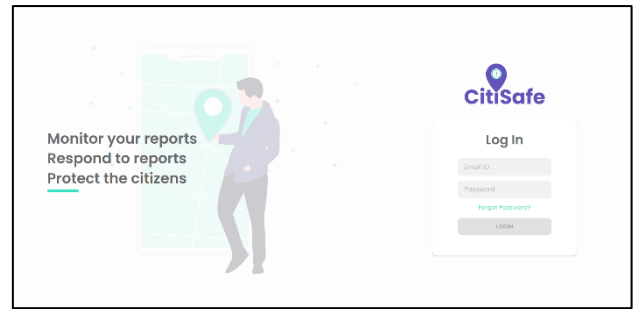 Monitor your reports
Respond to reports
Protect the citizens
CitiSafe
Log In
Email ID
Password
Forgot Password?
LOGIN